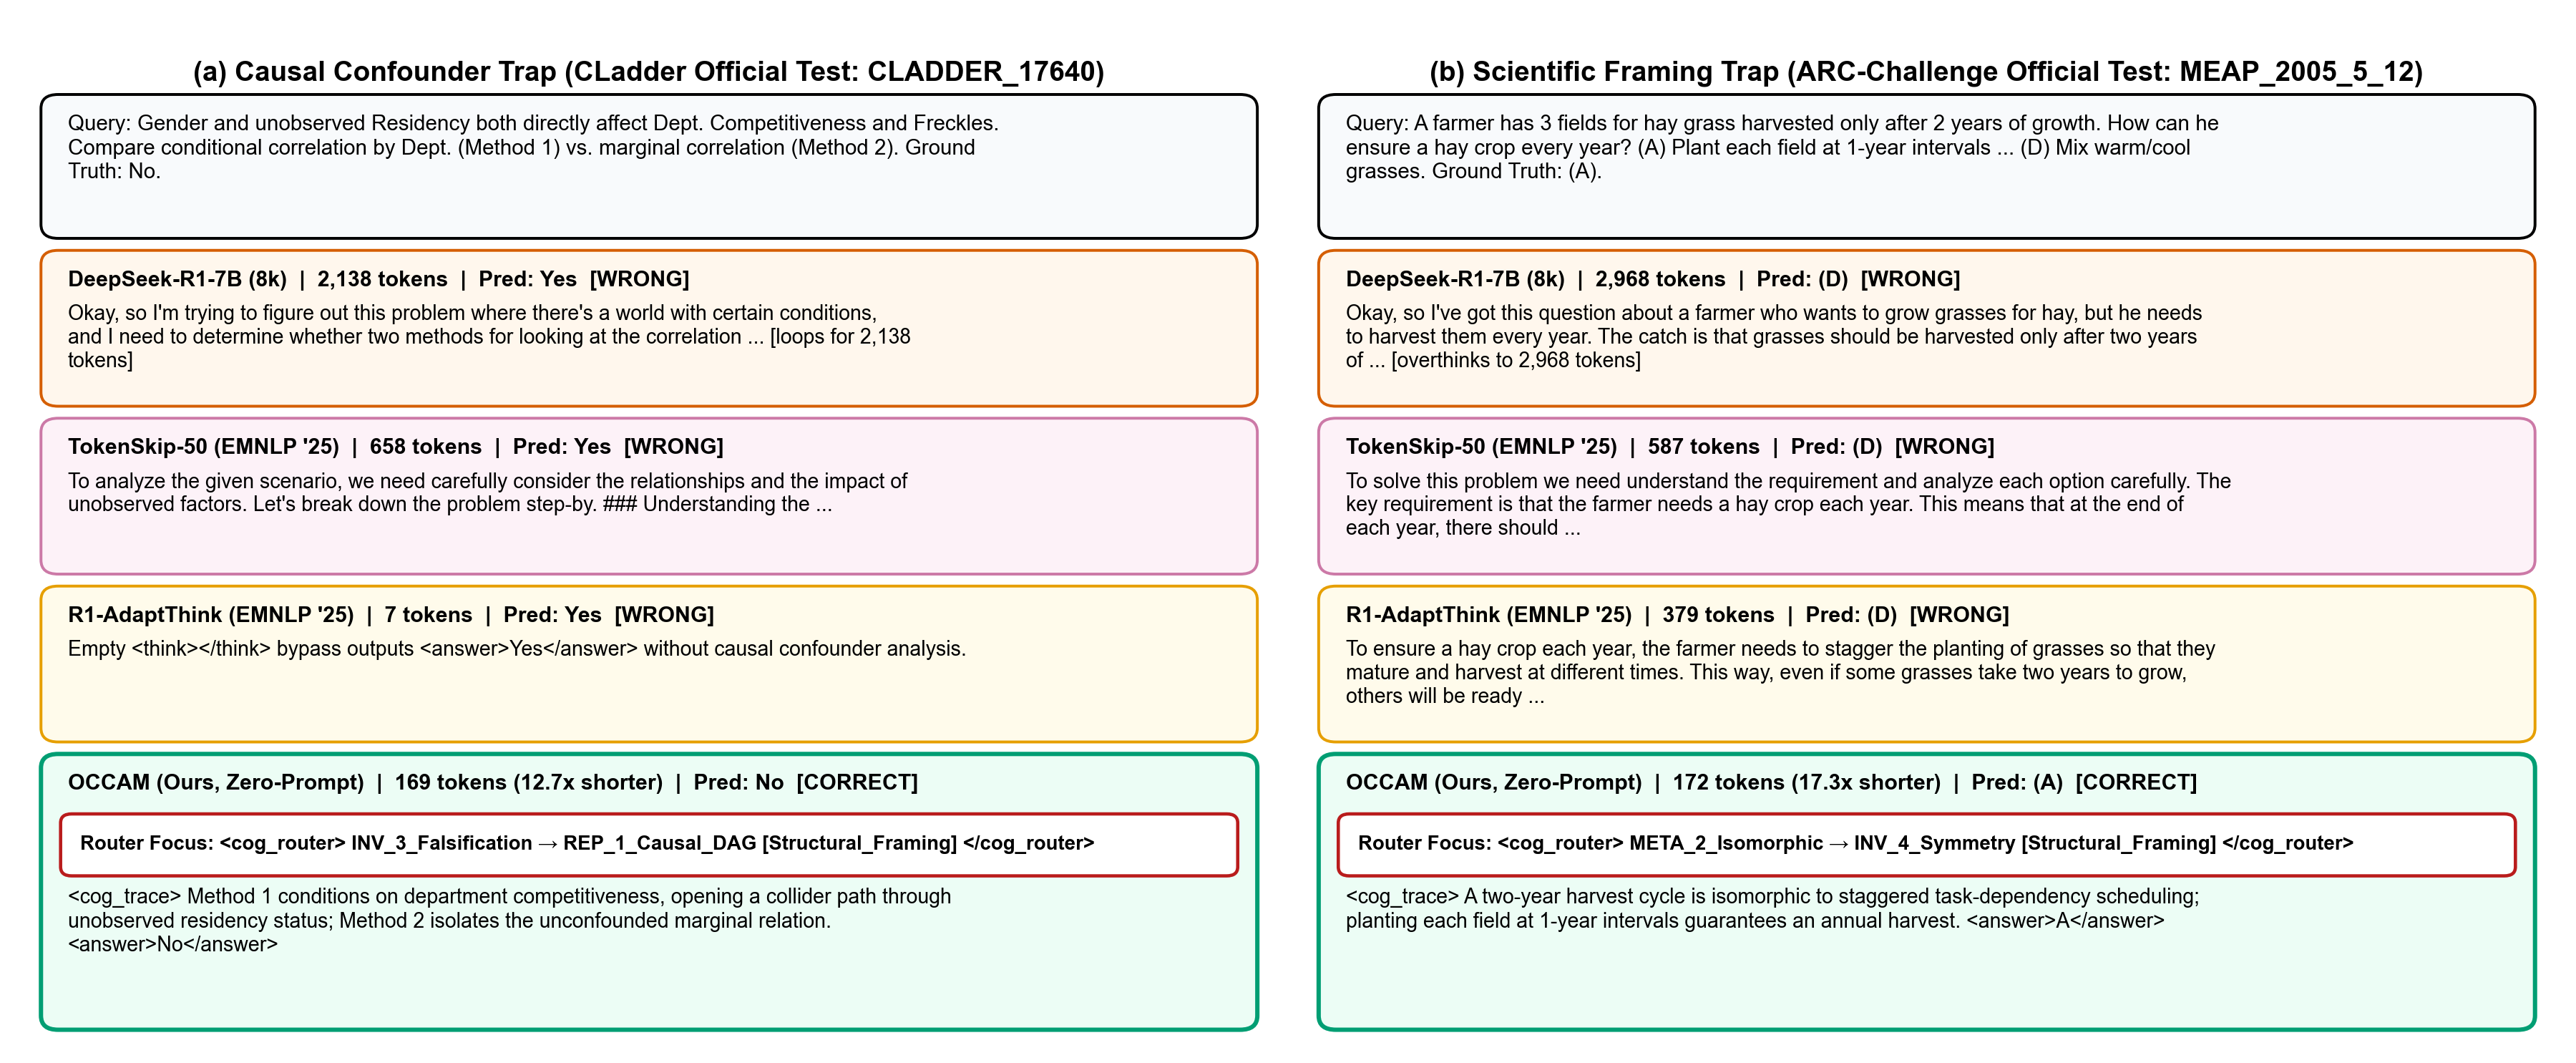 (a) Causal Confounder Trap (CLadder Official Test: CLADDER_17640)
Query: Gender and unobserved Residency both directly affect Dept. Competitiveness and Freckles.
Compare conditional correlation by Dept. (Method 1) vs. marginal correlation (Method 2). Ground
Truth: No.
DeepSeek-R1-7B (8k) | 2,138 tokens | Pred: Yes [WRONG]
Okay, so I'm trying to figure out this problem where there's a world with certain conditions,
and I need to determine whether two methods for looking at the correlation ... [loops for 2,138
tokens]
TokenSkip-50 (EMNLP '25) | 658 tokens | Pred: Yes [WRONG]
To analyze the given scenario, we need carefully consider the relationships and the impact of
unobserved factors. Let's break down the problem step-by. ### Understanding the ...
R1-AdaptThink (EMNLP '25) | 7 tokens | Pred: Yes [WRONG]
Empty <think></think> bypass outputs <answer>Yes</answer> without causal confounder analysis.
OCCAM (Ours, Zero-Prompt) | 169 tokens (12.7x shorter) | Pred: No [CORRECT]
Router Focus: <cog_router> INV_3_Falsification → REP_1_Causal_DAG [Structural_Framing] </cog_router>
<cog_trace> Method 1 conditions on department competitiveness, opening a collider path through
unobserved residency status; Method 2 isolates the unconfounded marginal relation.
<answer>No</answer>
(b) Scientific Framing Trap (ARC-Challenge Official Test: MEAP_2005_5_12)
Query: A farmer has 3 fields for hay grass harvested only after 2 years of growth. How can he
ensure a hay crop every year? (A) Plant each field at 1-year intervals ... (D) Mix warm/cool
grasses. Ground Truth: (A).
DeepSeek-R1-7B (8k) | 2,968 tokens | Pred: (D) [WRONG]
Okay, so I've got this question about a farmer who wants to grow grasses for hay, but he needs
to harvest them every year. The catch is that grasses should be harvested only after two years
of ... [overthinks to 2,968 tokens]
TokenSkip-50 (EMNLP '25) | 587 tokens | Pred: (D) [WRONG]
To solve this problem we need understand the requirement and analyze each option carefully. The
key requirement is that the farmer needs a hay crop each year. This means that at the end of
each year, there should ...
R1-AdaptThink (EMNLP '25) | 379 tokens | Pred: (D) [WRONG]
To ensure a hay crop each year, the farmer needs to stagger the planting of grasses so that they
mature and harvest at different times. This way, even if some grasses take two years to grow,
others will be ready ...
OCCAM (Ours, Zero-Prompt) | 172 tokens (17.3x shorter) | Pred: (A) [CORRECT]
Router Focus: <cog_router> META_2_Isomorphic → INV_4_Symmetry [Structural_Framing] </cog_router>
<cog_trace> A two-year harvest cycle is isomorphic to staggered task-dependency scheduling;
planting each field at 1-year intervals guarantees an annual harvest. <answer>A</answer>